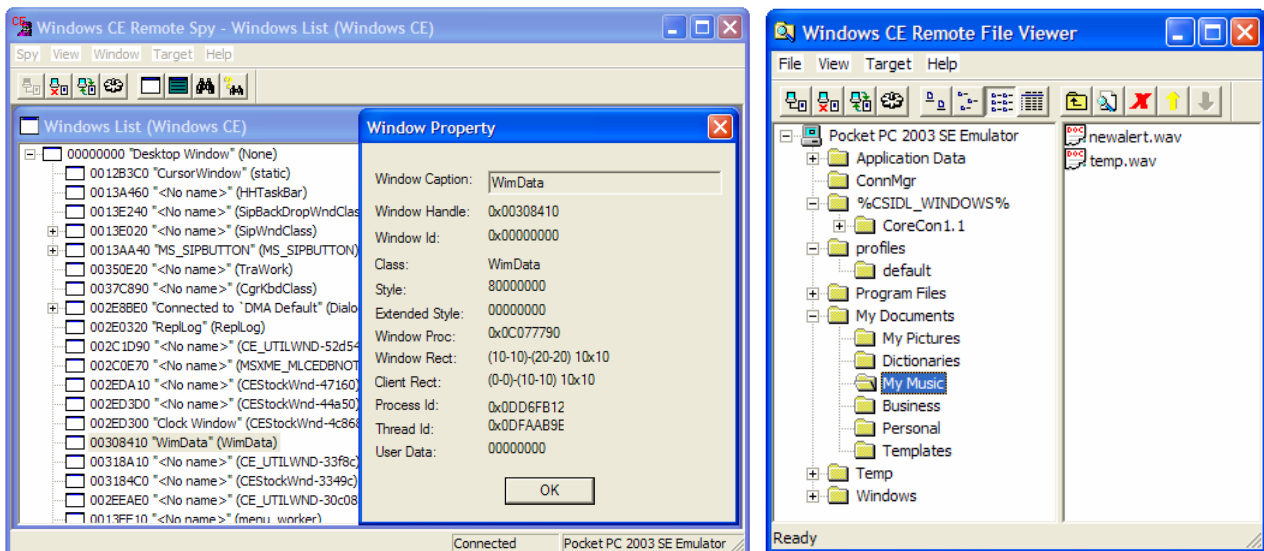 Windows CE Remote Spy - Windows List (Windows CE)
Spy View Window Target Help
Windows List (Windows CE)
00000000 "Desktop Window" (None)
0012B3C0 "CursorWindow" (static)
0013A460 "<No name>" (HHTaskBar)
0013E240 "<No name>" (SipBackDropWndClas
0013E020 "<No name>" (SipWndClass)
0013AA40 "MS_SIPBUTTON" (MS_SIPBUTTON)
00350E20 "<No name>" (TraWork)
0037C890 "<No name>" (CgrKbdClass)
002E8BE0 "Connected to `DMA Default" (Dialo
002E0320 "ReplLog" (ReplLog)
002C1D90 "<No name>" (CE_UTILWND-52d54
002C0E70 "<No name>" (MSXME_MLCEDBNOT
002EDA10 "<No name>" (CEStockWnd-47160)
002ED3D0 "<No name>" (CEStockWnd-44a50)
002ED300 "Clock Window" (CEStockWnd-4c868
00308410 "WimData" (WimData)
00318A10 "<No name>" (CE_UTILWND-33f8c)
003184C0 "<No name>" (CEStockWnd-3349c)
002EEAE0 "<No name>" (CE_UTILWND-30c08
0013EE10 "<No name>" (menu_worker)
Window Property
Window Caption: WimData
Window Handle: 0x00308410
Window Id: 0x00000000
Class: WimData
Style: 80000000
Extended Style: 00000000
Window Proc: 0x0C077790
Window Rect: (10-10)-(20-20) 10x10
Client Rect: (0-0)-(10-10) 10x10
Process Id: 0x0DD6FB12
Thread Id: 0x0DFAAB9E
User Data: 00000000
OK
Connected Pocket PC 2003 SE Emulator
Windows CE Remote File Viewer
File View Target Help
Pocket PC 2003 SE Emulator
Application Data
ConnMgr
%CSIDL_WINDOWS%
CoreCon1.1
profiles
default
Program Files
My Documents
My Pictures
Dictionaries
My Music
Business
Personal
Templates
Temp
Windows
newalert.wav
temp.wav
Ready